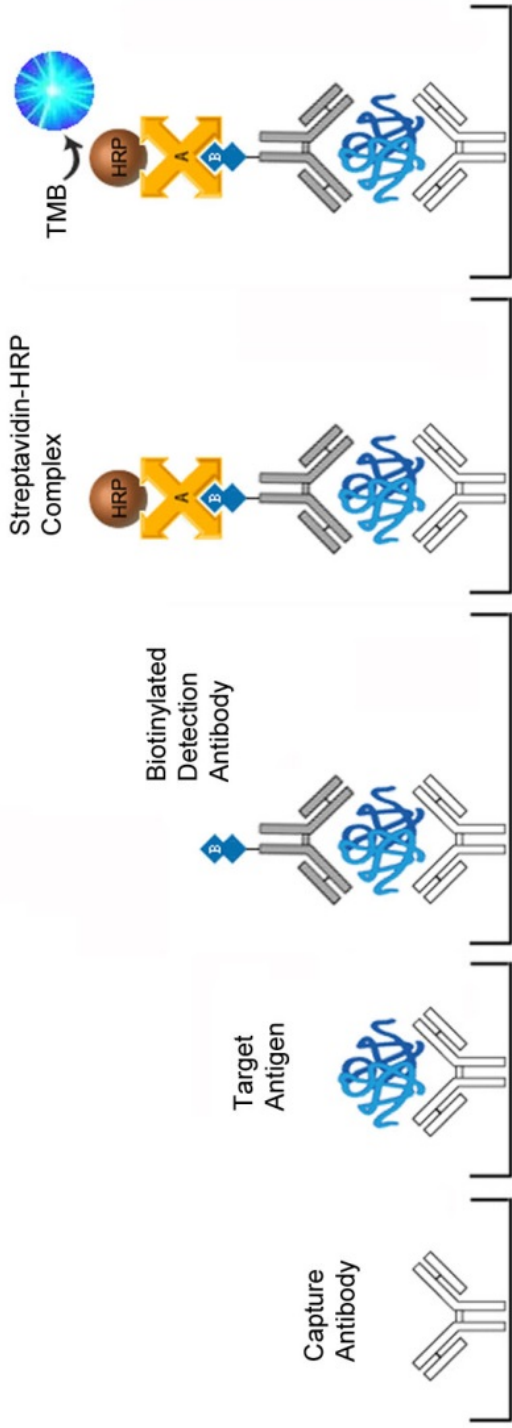 Capture
Antibody
Target
Antigen
B
Biotinylated
Detection
Antibody
HRP
A
B
Streptavidin-HRP
Complex
TMB
HRP
A
B